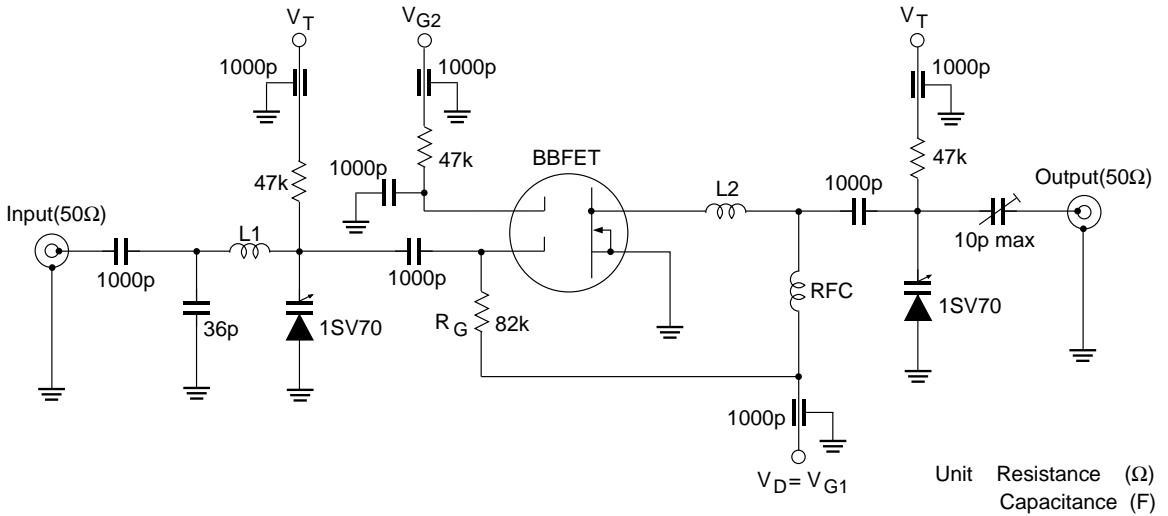 V_T
V_G2
V_T
1000p
1000p
1000p
47k
BBFET
47k
1000p
47k
L2
1000p
Output(50Ω)
Input(50Ω)
L1
10p max
1000p
1000p
RFC
36p
1SV70
R_G
82k
1SV70
1000p
V_D = V_G1
Unit Resistance (Ω)
Capacitance (F)